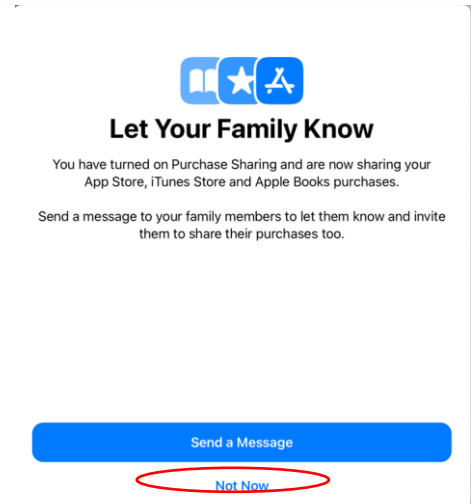 Let Your Family Know
You have turned on Purchase Sharing and are now sharing your
App Store, iTunes Store and Apple Books purchases.
Send a message to your family members to let them know and invite
them to share their purchases too.
Send a Message
Not Now